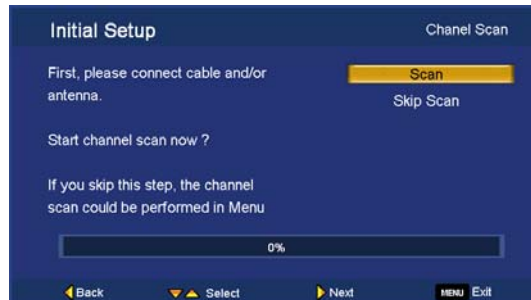 Initial Setup
Chanel Scan
First, please connect cable and/or
antenna.
Scan
Skip Scan
Start channel scan now ?
If you skip this step, the channel
scan could be performed in Menu
0%
Back
Select
Next
MENU Exit